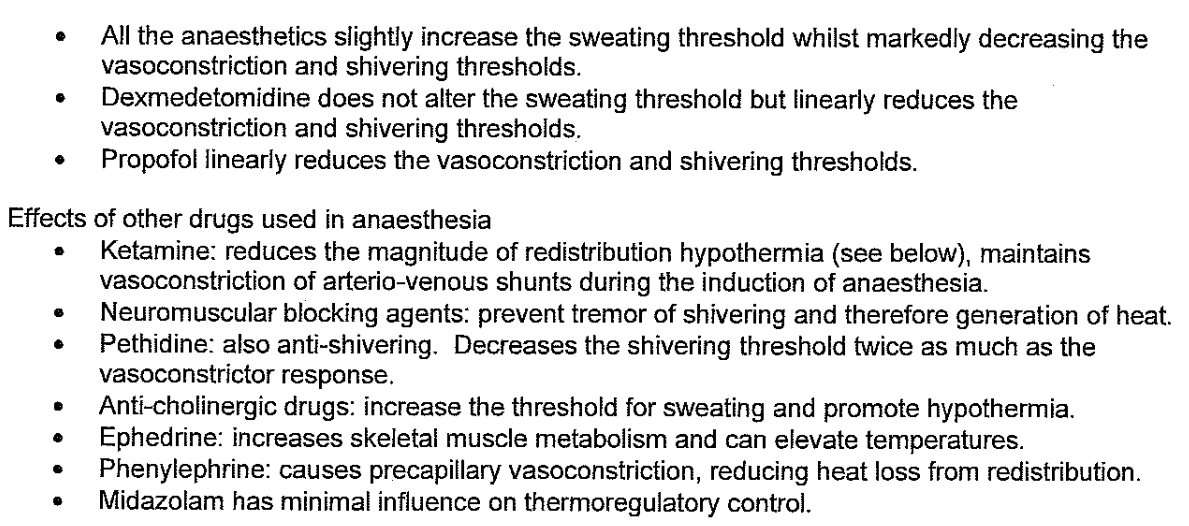 • All the anaesthetics slightly increase the sweating threshold whilst markedly decreasing the
vasoconstriction and shivering thresholds.
• Dexmedetomidine does not alter the sweating threshold but linearly reduces the
vasoconstriction and shivering thresholds.
• Propofol linearly reduces the vasoconstriction and shivering thresholds.
Effects of other drugs used in anaesthesia
• Ketamine: reduces the magnitude of redistribution hypothermia (see below), maintains
vasoconstriction of arterio-venous shunts during the induction of anaesthesia.
• Neuromuscular blocking agents: prevent tremor of shivering and therefore generation of heat.
• Pethidine: also anti-shivering. Decreases the shivering threshold twice as much as the
vasoconstrictor response.
• Anti-cholinergic drugs: increase the threshold for sweating and promote hypothermia.
• Ephedrine: increases skeletal muscle metabolism and can elevate temperatures.
• Phenylephrine: causes precapillary vasoconstriction, reducing heat loss from redistribution.
• Midazolam has minimal influence on thermoregulatory control.